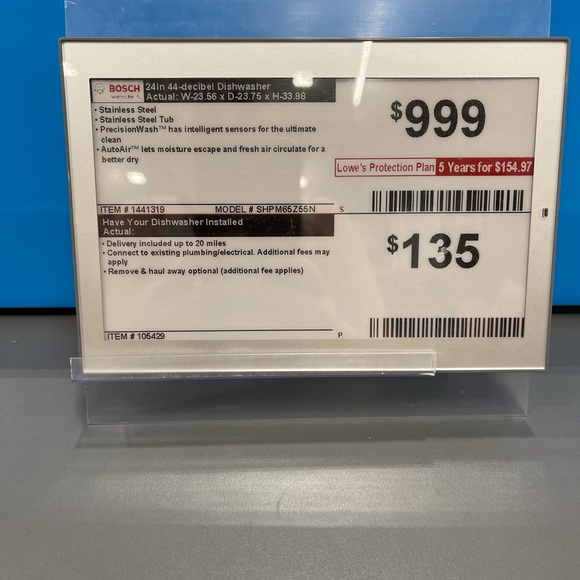 BOSCH 24in 44-decibel Dishwasher
Actual: W-23.56 x D-23.75 x H-33.88
• Stainless Steel
• Stainless Steel Tub
• PrecisionWash™ has intelligent sensors for the ultimate
clean
• AutoAir™ lets moisture escape and fresh air circulate for a
better dry
$999
Lowe's Protection Plan 5 Years for $154.97
ITEM # 1441319 MODEL # SHPM65Z55N S
Have Your Dishwasher Installed
Actual:
• Delivery included up to 20 miles
• Connect to existing plumbing/electrical. Additional fees may
apply
• Remove & haul away optional (additional fee applies)
$135
ITEM # 105429 P